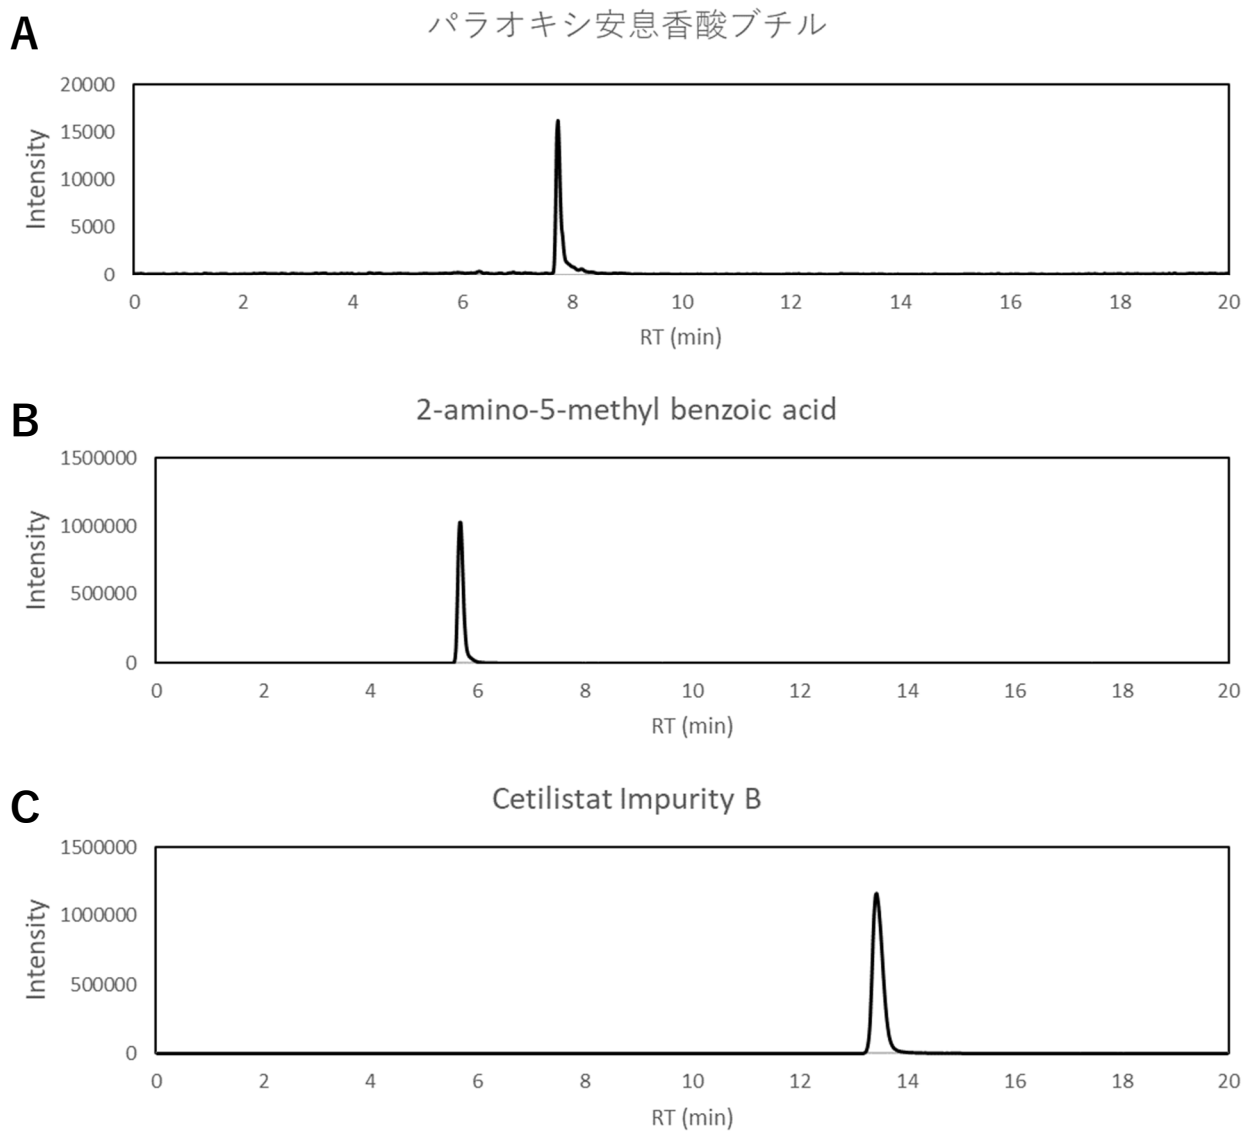 A
パラオキシ安息香酸ブチル
20000
15000
10000
5000
0
Intensity
0 2 4 6 8 10 12 14 16 18 20
RT (min)
B
2-amino-5-methyl benzoic acid
1500000
1000000
500000
0
Intensity
0 2 4 6 8 10 12 14 16 18 20
RT (min)
C
Cetilistat Impurity B
1500000
1000000
500000
0
Intensity
0 2 4 6 8 10 12 14 16 18 20
RT (min)